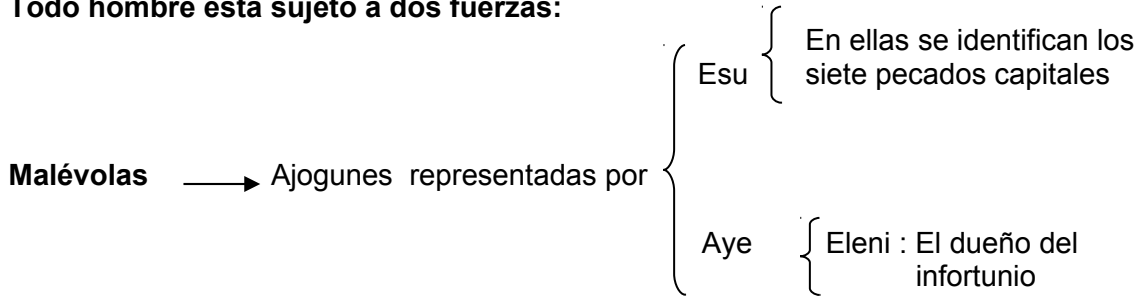 Todo hombre está sujeto a dos fuerzas:
En ellas se identifican los
siete pecados capitales
Esu
Malévolas Ajogunes representadas por
Aye Eleni : El dueño del
infortunio